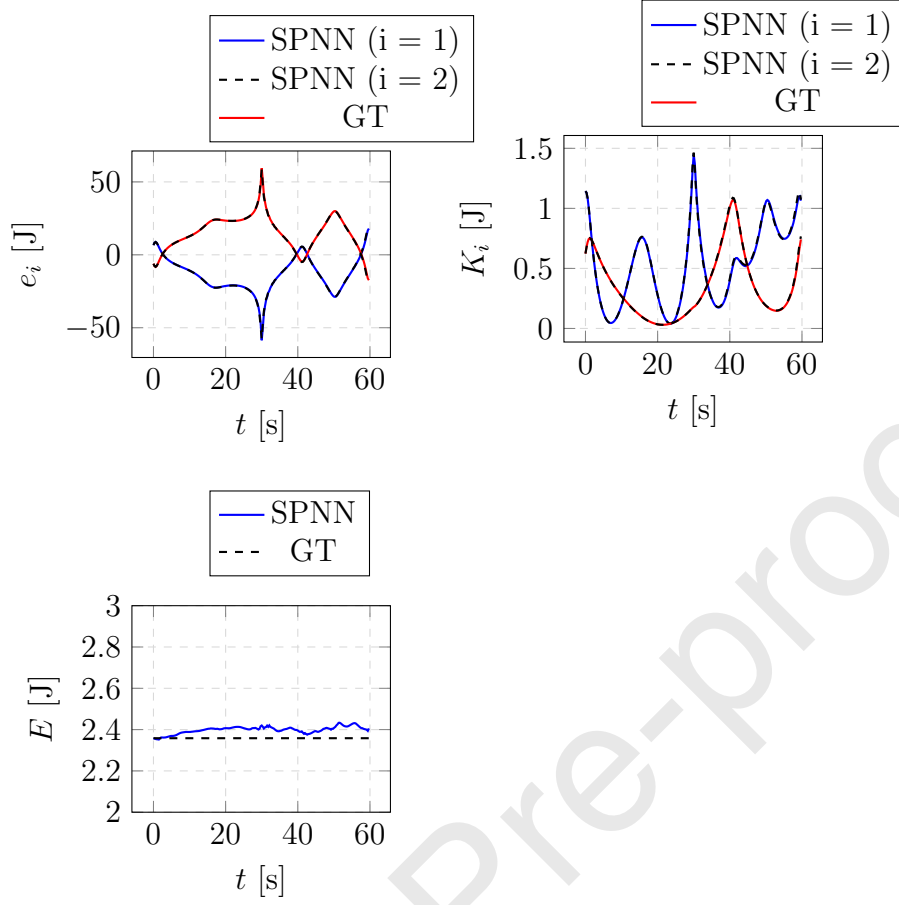 SPNN (i = 1)
SPNN (i = 2)
GT
50
0
−50
e_i [J]
0 20 40 60
t [s]
SPNN (i = 1)
SPNN (i = 2)
GT
1.5
1
0.5
0
K_i [J]
0 20 40 60
t [s]
SPNN
GT
3
2.8
2.6
2.4
2.2
2
E [J]
0 20 40 60
t [s]
Pre-proo